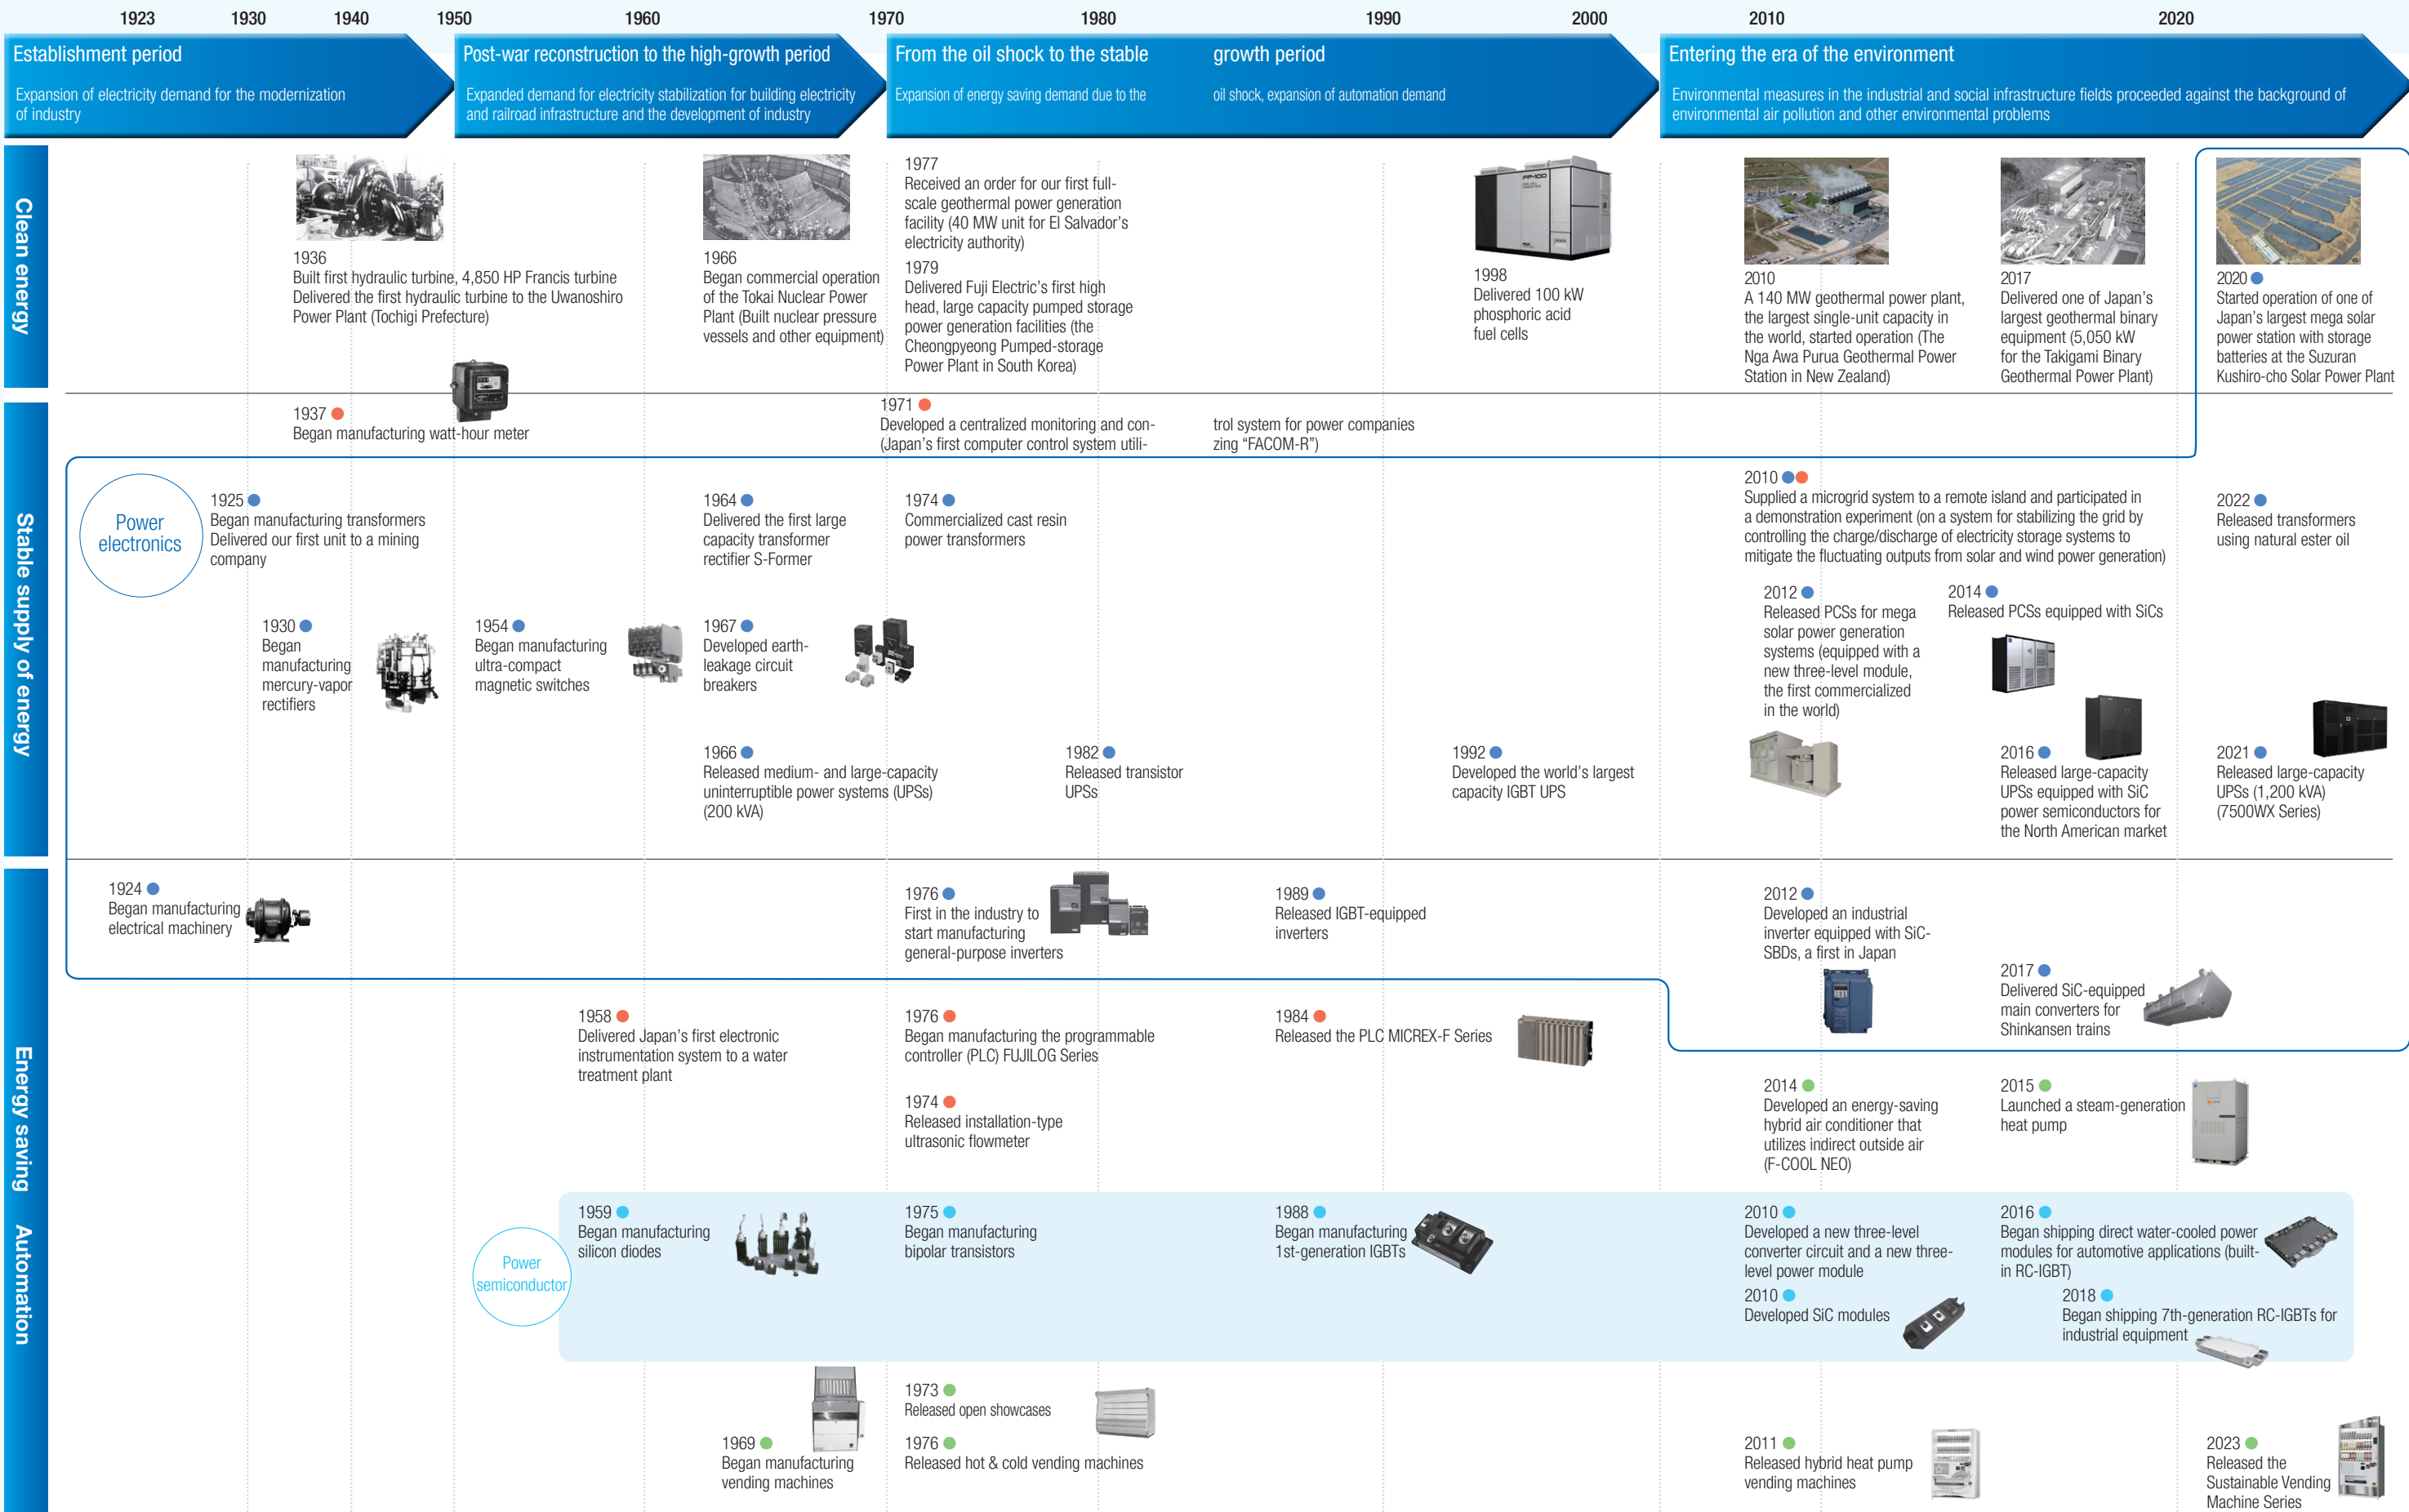 1923 1930 1940 1950 1960 1970 1980 1990 2000 2010 2020
Establishment period
Expansion of electricity demand for the modernization
of industry
Post-war reconstruction to the high-growth period
Expanded demand for electricity stabilization for building electricity
and railroad infrastructure and the development of industry
From the oil shock to the stable growth period
Expansion of energy saving demand due to the oil shock, expansion of automation demand
Entering the era of the environment
Environmental measures in the industrial and social infrastructure fields proceeded against the background of
environmental air pollution and other environmental problems
Clean energy
1936
Built first hydraulic turbine, 4,850 HP Francis turbine
Delivered the first hydraulic turbine to the Uwanoshiro
Power Plant (Tochigi Prefecture)
1966
Began commercial operation
of the Tokai Nuclear Power
Plant (Built nuclear pressure
vessels and other equipment)
1977
Received an order for our first full-
scale geothermal power generation
facility (40 MW unit for El Salvador's
electricity authority)
1979
Delivered Fuji Electric's first high
head, large capacity pumped storage
power generation facilities (the
Cheongpyeong Pumped-storage
Power Plant in South Korea)
FP-100
1998
Delivered 100 kW
phosphoric acid
fuel cells
2010
A 140 MW geothermal power plant,
the largest single-unit capacity in
the world, started operation (The
Nga Awa Purua Geothermal Power
Station in New Zealand)
2017
Delivered one of Japan's
largest geothermal binary
equipment (5,050 kW
for the Takigami Binary
Geothermal Power Plant)
2020
Started operation of one of
Japan's largest mega solar
power station with storage
batteries at the Suzuran
Kushiro-cho Solar Power Plant
Stable supply of energy
1937
Began manufacturing watt-hour meter
1971
Developed a centralized monitoring and con- trol system for power companies
(Japan's first computer control system utili- zing "FACOM-R")
Power
electronics
1925
Began manufacturing transformers
Delivered our first unit to a mining
company
1964
Delivered the first large
capacity transformer
rectifier S-Former
1974
Commercialized cast resin
power transformers
2010
Supplied a microgrid system to a remote island and participated in
a demonstration experiment (on a system for stabilizing the grid by
controlling the charge/discharge of electricity storage systems to
mitigate the fluctuating outputs from solar and wind power generation)
2022
Released transformers
using natural ester oil
1930
Began
manufacturing
mercury-vapor
rectifiers
1954
Began manufacturing
ultra-compact
magnetic switches
1967
Developed earth-
leakage circuit
breakers
2012
Released PCSs for mega
solar power generation
systems (equipped with a
new three-level module,
the first commercialized
in the world)
2014
Released PCSs equipped with SiCs
1966
Released medium- and large-capacity
uninterruptible power systems (UPSs)
(200 kVA)
1982
Released transistor
UPSs
1992
Developed the world's largest
capacity IGBT UPS
2016
Released large-capacity
UPSs equipped with SiC
power semiconductors for
the North American market
2021
Released large-capacity
UPSs (1,200 kVA)
(7500WX Series)
Energy saving Automation
1924
Began manufacturing
electrical machinery
1976
First in the industry to
start manufacturing
general-purpose inverters
1989
Released IGBT-equipped
inverters
2012
Developed an industrial
inverter equipped with SiC-
SBDs, a first in Japan
2017
Delivered SiC-equipped
main converters for
Shinkansen trains
1958
Delivered Japan's first electronic
instrumentation system to a water
treatment plant
1976
Began manufacturing the programmable
controller (PLC) FUJILOG Series
1984
Released the PLC MICREX-F Series
1974
Released installation-type
ultrasonic flowmeter
2014
Developed an energy-saving
hybrid air conditioner that
utilizes indirect outside air
(F-COOL NEO)
2015
Launched a steam-generation
heat pump
Power
semiconductor
1959
Began manufacturing
silicon diodes
1975
Began manufacturing
bipolar transistors
1988
Began manufacturing
1st-generation IGBTs
2010
Developed a new three-level
converter circuit and a new three-
level power module
2010
Developed SiC modules
2016
Began shipping direct water-cooled power
modules for automotive applications (built-
in RC-IGBT)
2018
Began shipping 7th-generation RC-IGBTs for
industrial equipment
1969
Began manufacturing
vending machines
1973
Released open showcases
1976
Released hot & cold vending machines
2011
Released hybrid heat pump
vending machines
2023
Released the
Sustainable Vending
Machine Series